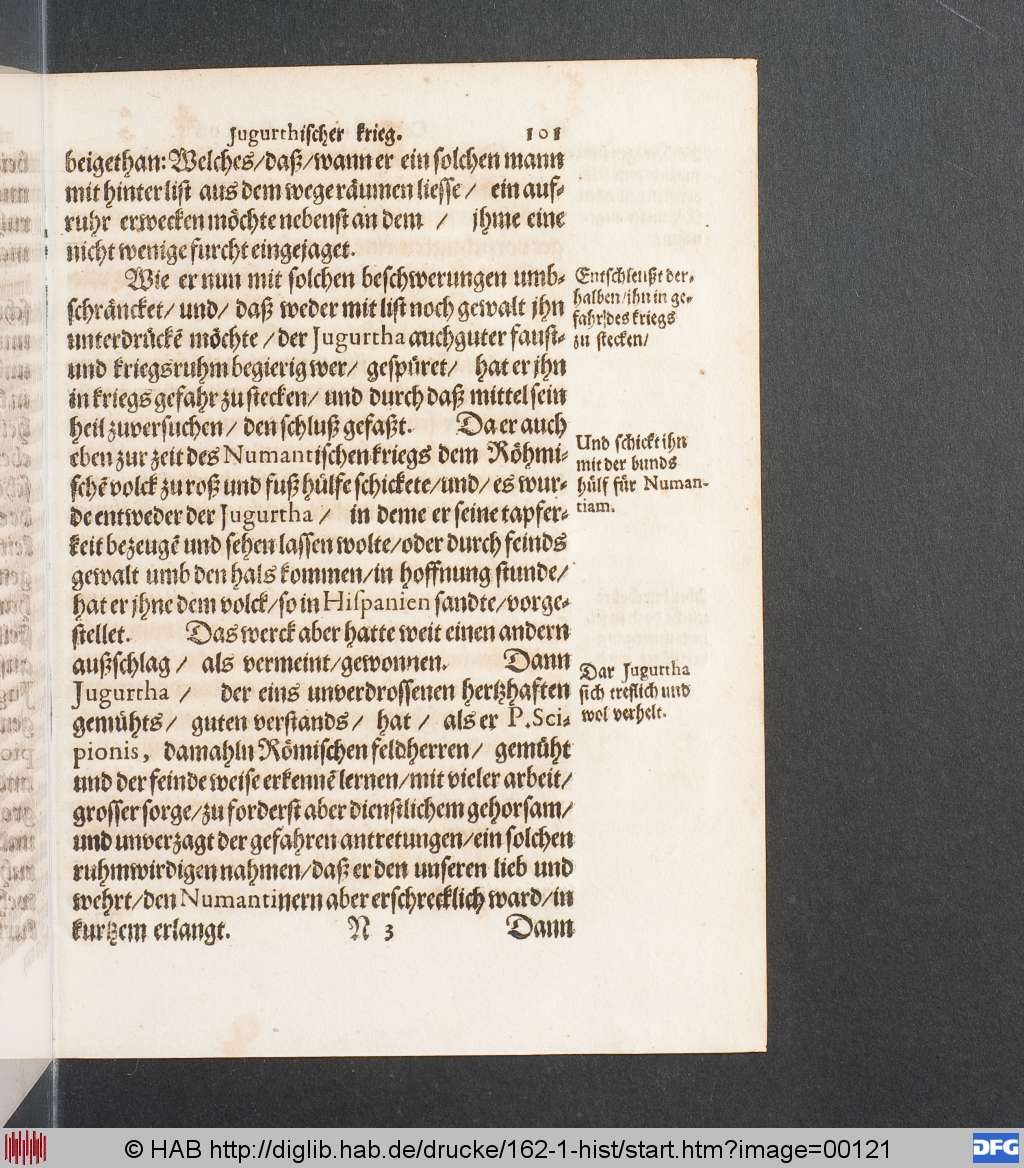 Jugurthischer krieg. 101
beigethan: Welches/daß/wann er ein solchen mann
mit hinterlist aus dem wege räumen liesse/ ein auf-
ruhr erwecken möchte nebenst an dem / jhme eine
nicht wenige furcht eingejaget.
Wie er nun mit solchen beschwerungen umb-
schräncket/ und/ daß weder mit list noch gewalt jhn
unterdrückē möchte / der Jugurtha auch guter faust-
und kriegsruhm begierig wer/ gespüret/ hat er jhn
in kriegs gefahr zu stecken/ und durch daß mittel sein
heil zuversuchen/ den schluß gefaßt. Da er auch
eben zur zeit des Numantischen kriegs dem Röhmi-
schē volck zu roß und fuß hülfe schickete/und/ es wur-
de entweder der Jugurtha / in deme er seine tapfer-
keit bezeugē und sehen lassen wolte/oder durch feinds
gewalt umb den hals kommen/in hoffnung stunde/
hat er jhne dem volck/so in Hispanien sandte/vorge-
stellet. Das werck aber hatte weit einen andern
außschlag / als vermeint/gewonnen. Dann
Jugurtha / der eins unverdrossenen hertzhaften
gemühts/ guten verstands/ hat / als er P. Sci-
pionis, damahln Römischen feldherren/ gemüht
und der feinde weise erkennē lernen/mit vieler arbeit/
grosser sorge/zu forderst aber dienstlichem gehorsam/
und unverzagt der gefahren antretungen/ein solchen
ruhmwirdigen nahmen/daß er den unseren lieb und
wehrt/den Numantinern aber erschrecklich ward/in
kurtzem erlangt. N 3 Dann
Entschleußt der-
halben/ihn in ge-
fahr/des kriegs
zu stecken/
Und schickt ihn
mit der bunds
hülf für Numan-
tiam.
Dar Jugurtha
sich treflich und
wol verhelt.
© HAB http://diglib.hab.de/drucke/162-1-hist/start.htm?image=00121
DFG